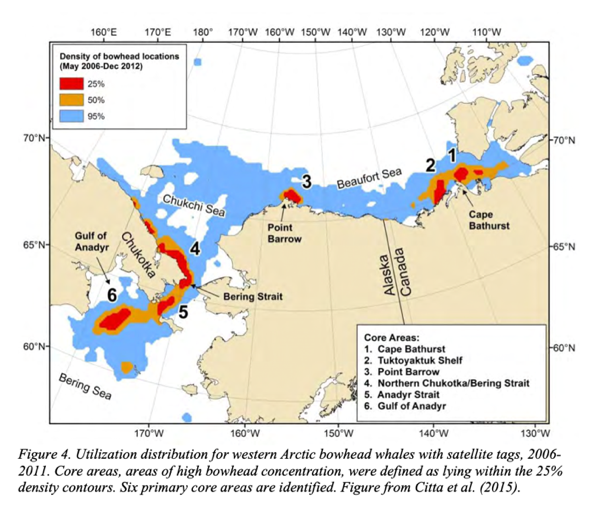 160°E 170°E 180° 170°W 160°W 150°W 140°W 130°W 120°W 110°W
Density of bowhead locations
(May 2006-Dec 2012)
25%
50%
95%
70°N 70°N
1
2
3
Beaufort Sea
Chukchi Sea
Cape
Bathurst
Point
Barrow
Gulf of
Anadyr
Chukotka
4
65°N 65°N
Alaska
Canada
6
Bering Strait
5
60°N 60°N
Bering Sea
Core Areas:
1. Cape Bathurst
2. Tuktoyaktuk Shelf
3. Point Barrow
4. Northern Chukotka/Bering Strait
5. Anadyr Strait
6. Gulf of Anadyr
170°W 160°W 150°W 140°W 130°W
Figure 4. Utilization distribution for western Arctic bowhead whales with satellite tags, 2006-
2011. Core areas, areas of high bowhead concentration, were defined as lying within the 25%
density contours. Six primary core areas are identified. Figure from Citta et al. (2015).